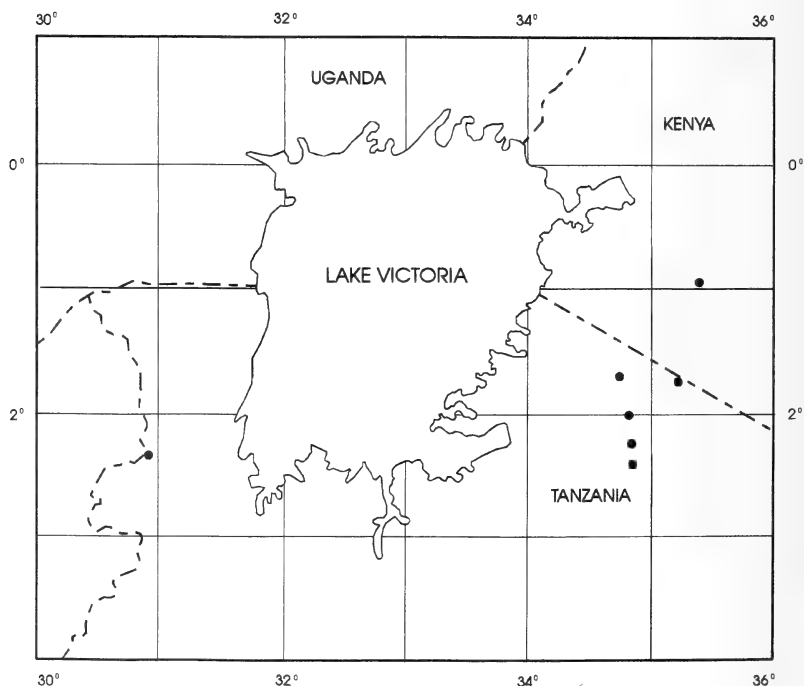 30° 32° 34° 36°
UGANDA
KENYA
0° 0°
LAKE VICTORIA
2° 2°
TANZANIA
30° 32° 34° 36°